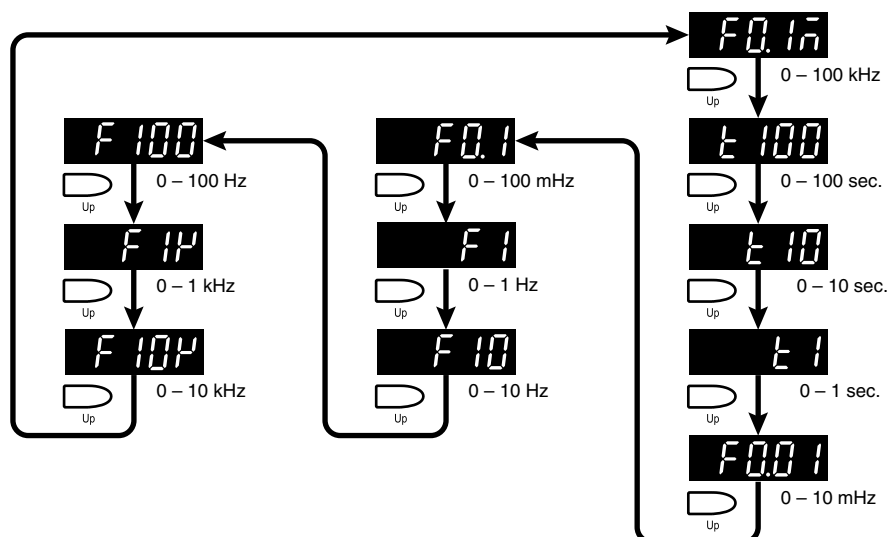 F 100
Up
0 – 100 Hz
F 1K
Up
0 – 1 kHz
F 10K
Up
0 – 10 kHz
F0.1
Up
0 – 100 mHz
F 1
Up
0 – 1 Hz
F 10
Up
0 – 10 Hz
F0.1m
Up
0 – 100 kHz
t 100
Up
0 – 100 sec.
t 10
Up
0 – 10 sec.
t 1
Up
0 – 1 sec.
F0.01
Up
0 – 10 mHz